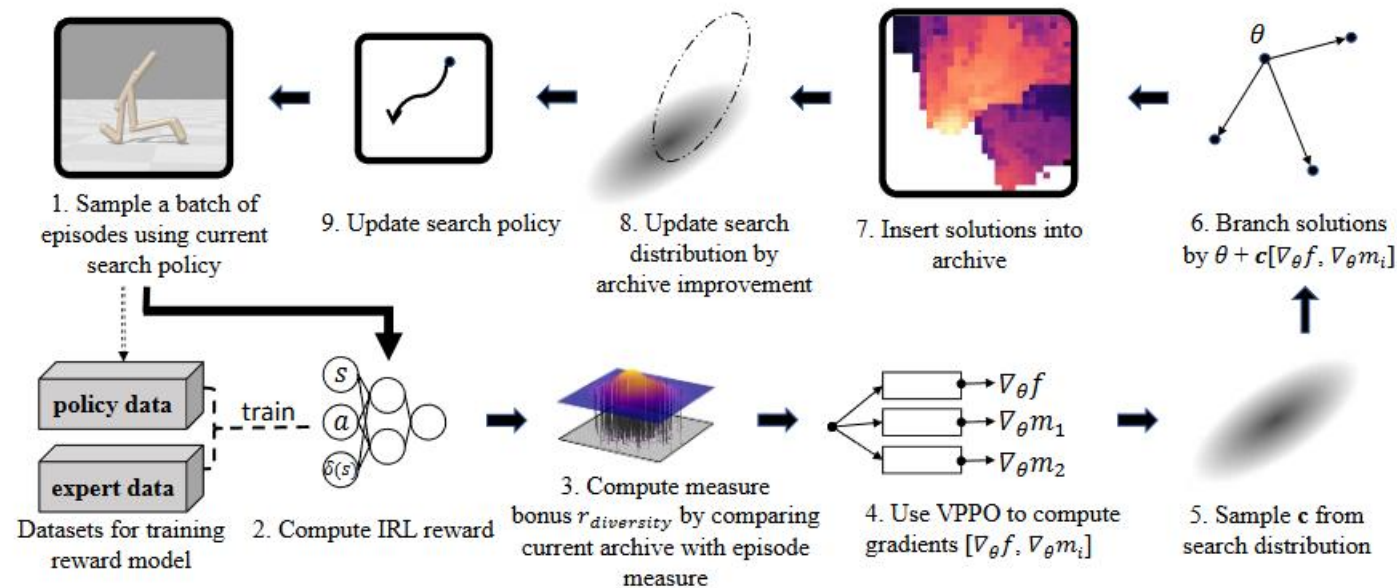 θ
1. Sample a batch of
episodes using current
search policy
9. Update search policy
8. Update search
distribution by
archive improvement
7. Insert solutions into
archive
6. Branch solutions
by θ + c[∇θf, ∇θmᵢ]
policy data
expert data
train
Datasets for training
reward model
s
a
δ(s)
2. Compute IRL reward
3. Compute measure
bonus r_diversity by comparing
current archive with episode
measure
∇θf
∇θm₁
∇θm₂
4. Use VPPO to compute
gradients [∇θf, ∇θmᵢ]
5. Sample c from
search distribution